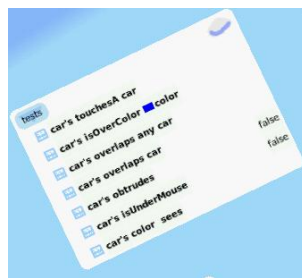 tests
car's touchesA car
car's isOverColor color
car's overlaps any car
car's overlaps car
car's obtrudes false
car's isUnderMouse false
car's color sees